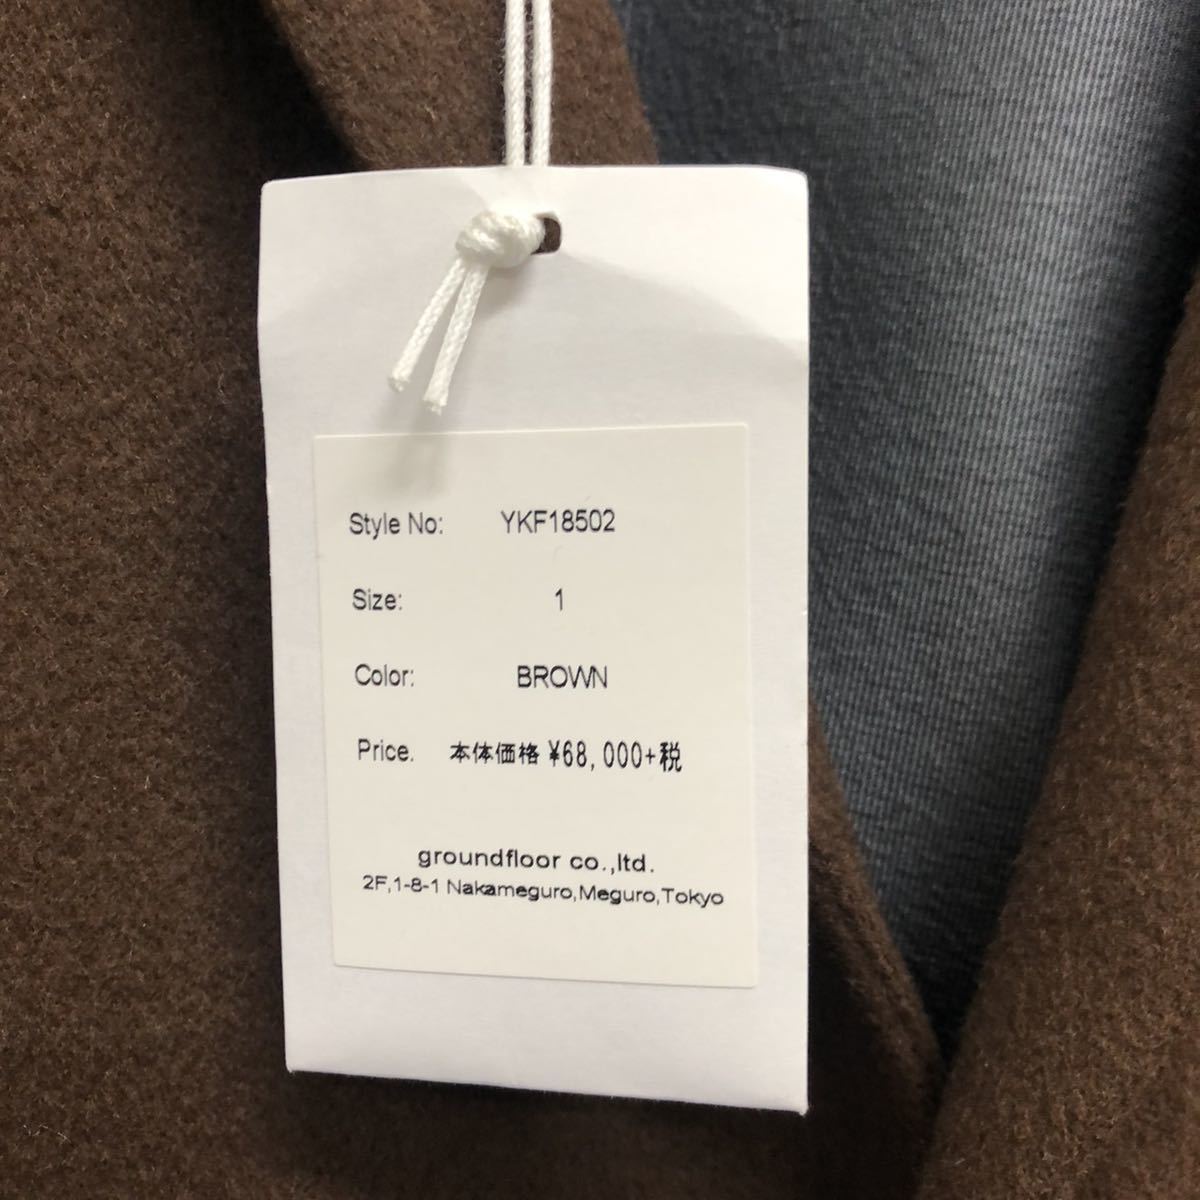 Style No: YKF18502
Size: 1
Color: BROWN
Price. 本体価格 ¥68,000+税
groundfloor co.,ltd.
2F,1-8-1 Nakameguro,Meguro,Tokyo